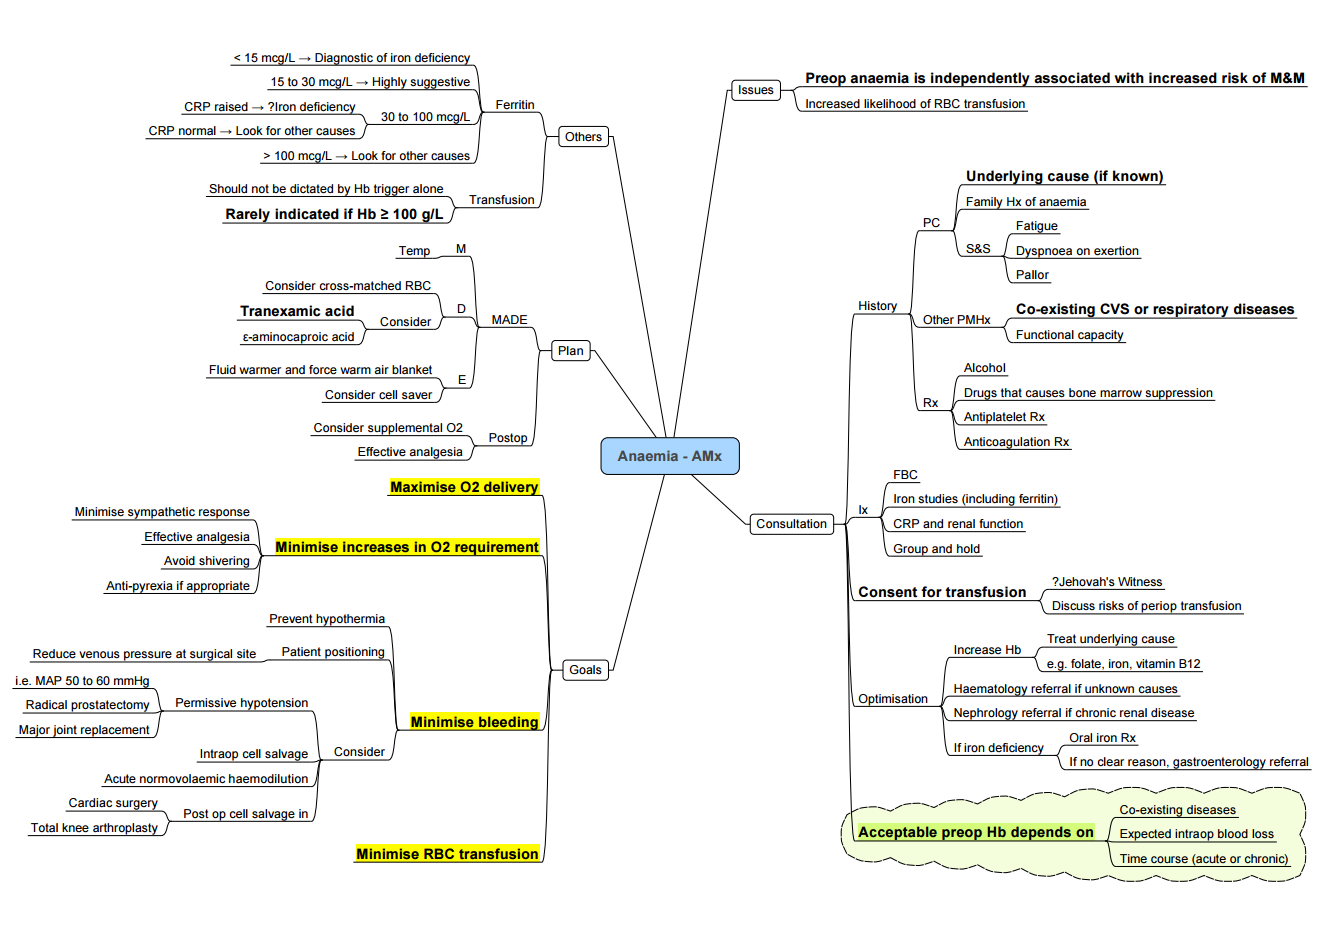 Anaemia - AMx
Issues
Preop anaemia is independently associated with increased risk of M&M
Increased likelihood of RBC transfusion
Consultation
History
PC
Underlying cause (if known)
Family Hx of anaemia
S&S
Fatigue
Dyspnoea on exertion
Pallor
Other PMHx
Co-existing CVS or respiratory diseases
Functional capacity
Rx
Alcohol
Drugs that causes bone marrow suppression
Antiplatelet Rx
Anticoagulation Rx
Ix
FBC
Iron studies (including ferritin)
CRP and renal function
Group and hold
Consent for transfusion
?Jehovah's Witness
Discuss risks of periop transfusion
Optimisation
Increase Hb
Treat underlying cause
e.g. folate, iron, vitamin B12
Haematology referral if unknown causes
Nephrology referral if chronic renal disease
If iron deficiency
Oral iron Rx
If no clear reason, gastroenterology referral
Acceptable preop Hb depends on
Co-existing diseases
Expected intraop blood loss
Time course (acute or chronic)
Others
Ferritin
< 15 mcg/L → Diagnostic of iron deficiency
15 to 30 mcg/L → Highly suggestive
30 to 100 mcg/L
CRP raised → ?Iron deficiency
CRP normal → Look for other causes
> 100 mcg/L → Look for other causes
Transfusion
Should not be dictated by Hb trigger alone
Rarely indicated if Hb ≥ 100 g/L
Plan
MADE
M
Temp
D
Consider cross-matched RBC
Consider
Tranexamic acid
ε-aminocaproic acid
E
Fluid warmer and force warm air blanket
Consider cell saver
Postop
Consider supplemental O2
Effective analgesia
Goals
Maximise O2 delivery
Minimise increases in O2 requirement
Minimise sympathetic response
Effective analgesia
Avoid shivering
Anti-pyrexia if appropriate
Minimise bleeding
Prevent hypothermia
Patient positioning
Reduce venous pressure at surgical site
Consider
Permissive hypotension
i.e. MAP 50 to 60 mmHg
Radical prostatectomy
Major joint replacement
Intraop cell salvage
Acute normovolaemic haemodilution
Post op cell salvage in
Cardiac surgery
Total knee arthroplasty
Minimise RBC transfusion